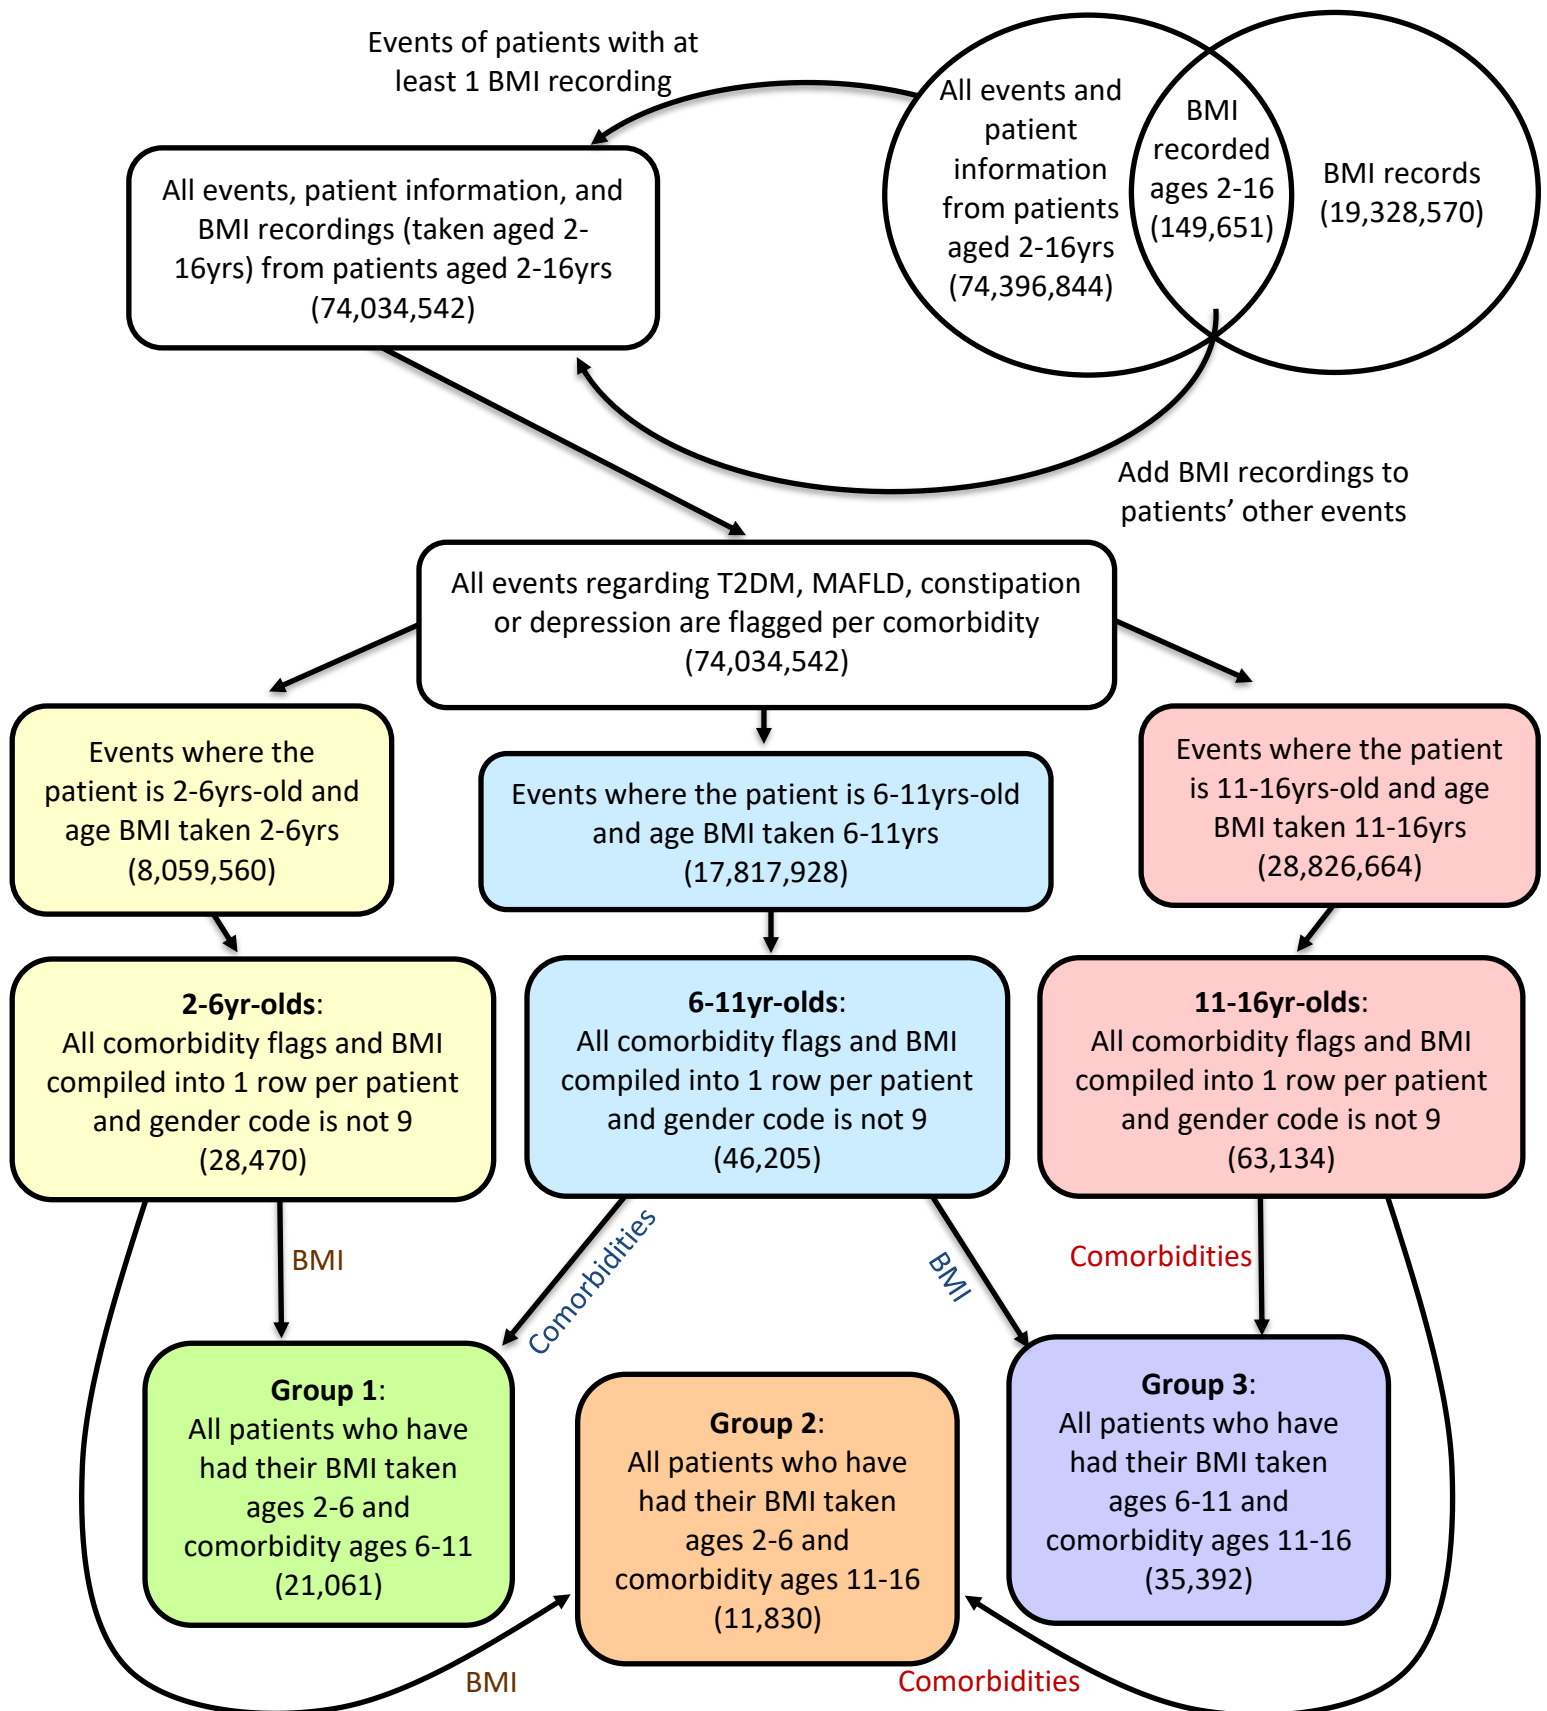 Events of patients with at
least 1 BMI recording
All events and
patient
information
from patients
aged 2-16yrs
(74,396,844)
BMI
recorded
ages 2-16
(149,651)
BMI records
(19,328,570)
All events, patient information, and
BMI recordings (taken aged 2-
16yrs) from patients aged 2-16yrs
(74,034,542)
Add BMI recordings to
patients’ other events
All events regarding T2DM, MAFLD, constipation
or depression are flagged per comorbidity
(74,034,542)
Events where the
patient is 2-6yrs-old and
age BMI taken 2-6yrs
(8,059,560)
Events where the patient is 6-11yrs-old
and age BMI taken 6-11yrs
(17,817,928)
Events where the patient
is 11-16yrs-old and age
BMI taken 11-16yrs
(28,826,664)
2-6yr-olds:
All comorbidity flags and BMI
compiled into 1 row per patient
and gender code is not 9
(28,470)
6-11yr-olds:
All comorbidity flags and BMI
compiled into 1 row per patient
and gender code is not 9
(46,205)
11-16yr-olds:
All comorbidity flags and BMI
compiled into 1 row per patient
and gender code is not 9
(63,134)
BMI
Comorbidities
BMI
Comorbidities
Group 1:
All patients who have
had their BMI taken
ages 2-6 and
comorbidity ages 6-11
(21,061)
Group 2:
All patients who have
had their BMI taken
ages 2-6 and
comorbidity ages 11-16
(11,830)
Group 3:
All patients who have
had their BMI taken
ages 6-11 and
comorbidity ages 11-16
(35,392)
BMI
Comorbidities